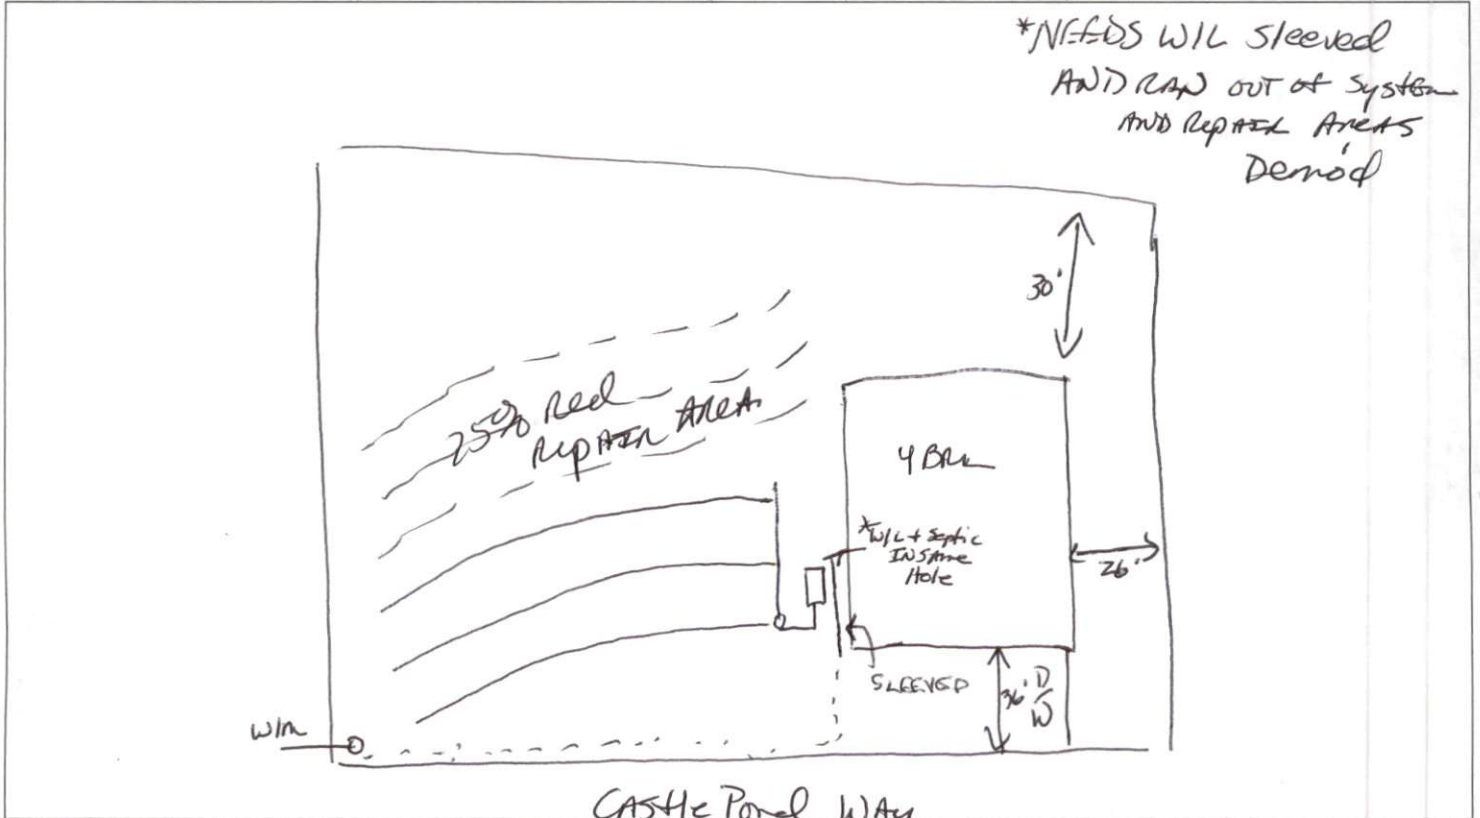 *NEEDS W/L Sleeved
AND RAN OUT OF System
AND REPAIR AREAS
Demo'd
30'
25% Red
REPAIR AREA
4 BRM
*W/L + Septic
IN SAME
Hole
26'
SLEEVED
36'
D/W
W/M
CASTLE Pond WAY